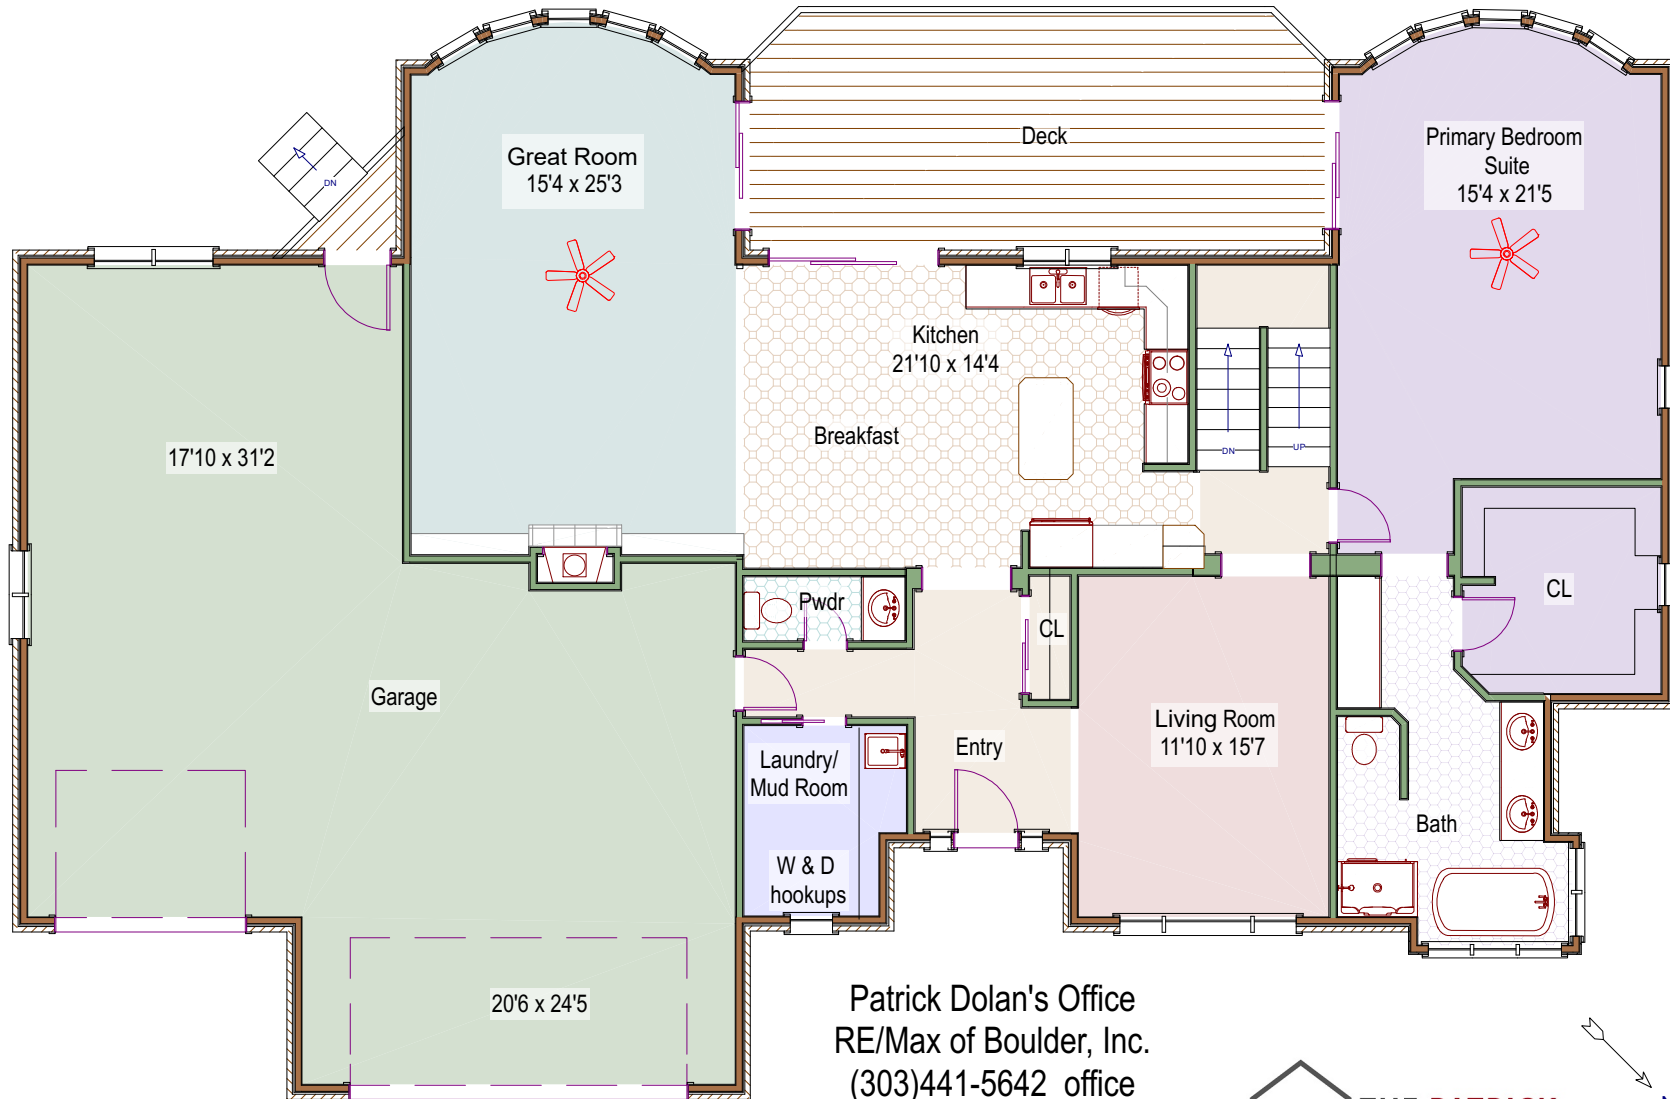 Deck
Great Room
15'4 x 25'3
Primary Bedroom
Suite
15'4 x 21'5
DN
Kitchen
21'10 x 14'4
Breakfast
DN
UP
17'10 x 31'2
Pwdr
CL
CL
Garage
Living Room
11'10 x 15'7
Entry
Laundry/
Mud Room
W & D
hookups
Bath
20'6 x 24'5
Patrick Dolan's Office
RE/Max of Boulder, Inc.
(303)441-5642 office